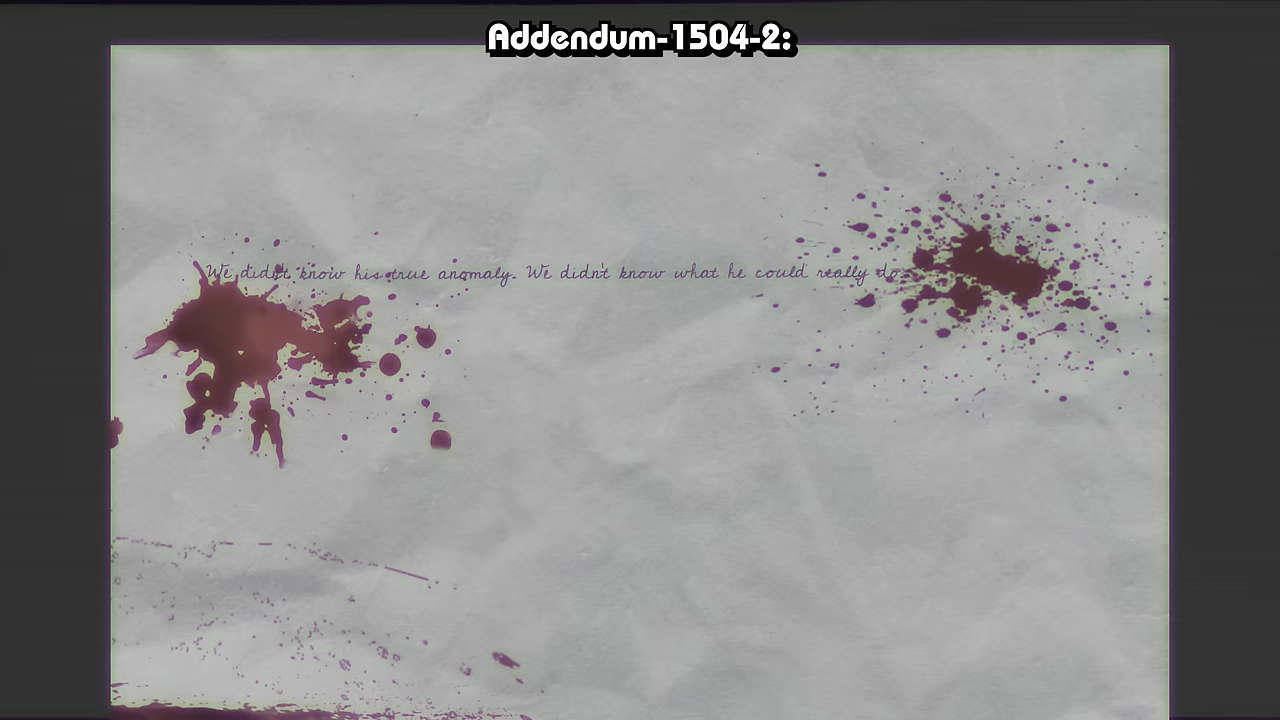 Addendum-1504-2:
We didn't know his true anomaly. We didn't know what he could really do.